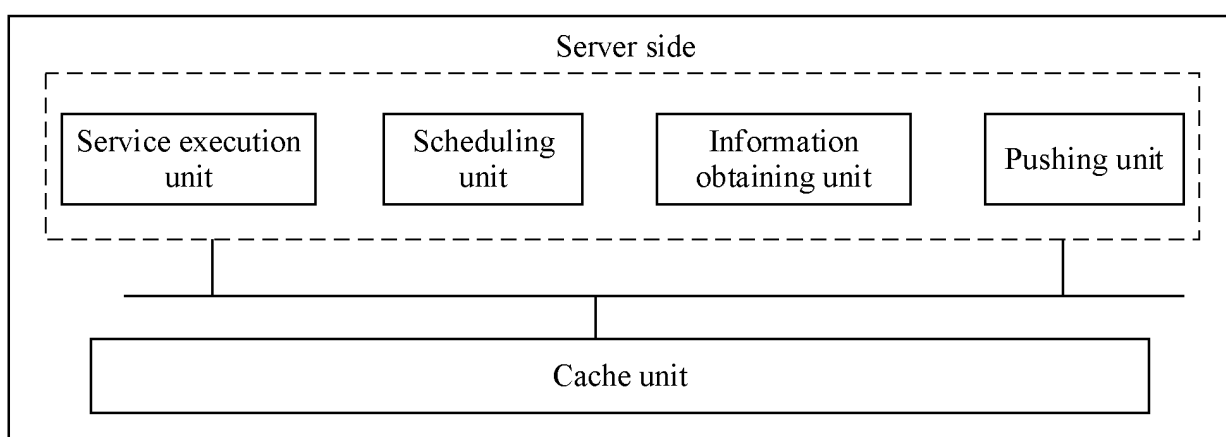 Server side
Service execution
unit
Scheduling
unit
Information
obtaining unit
Pushing unit
Cache unit